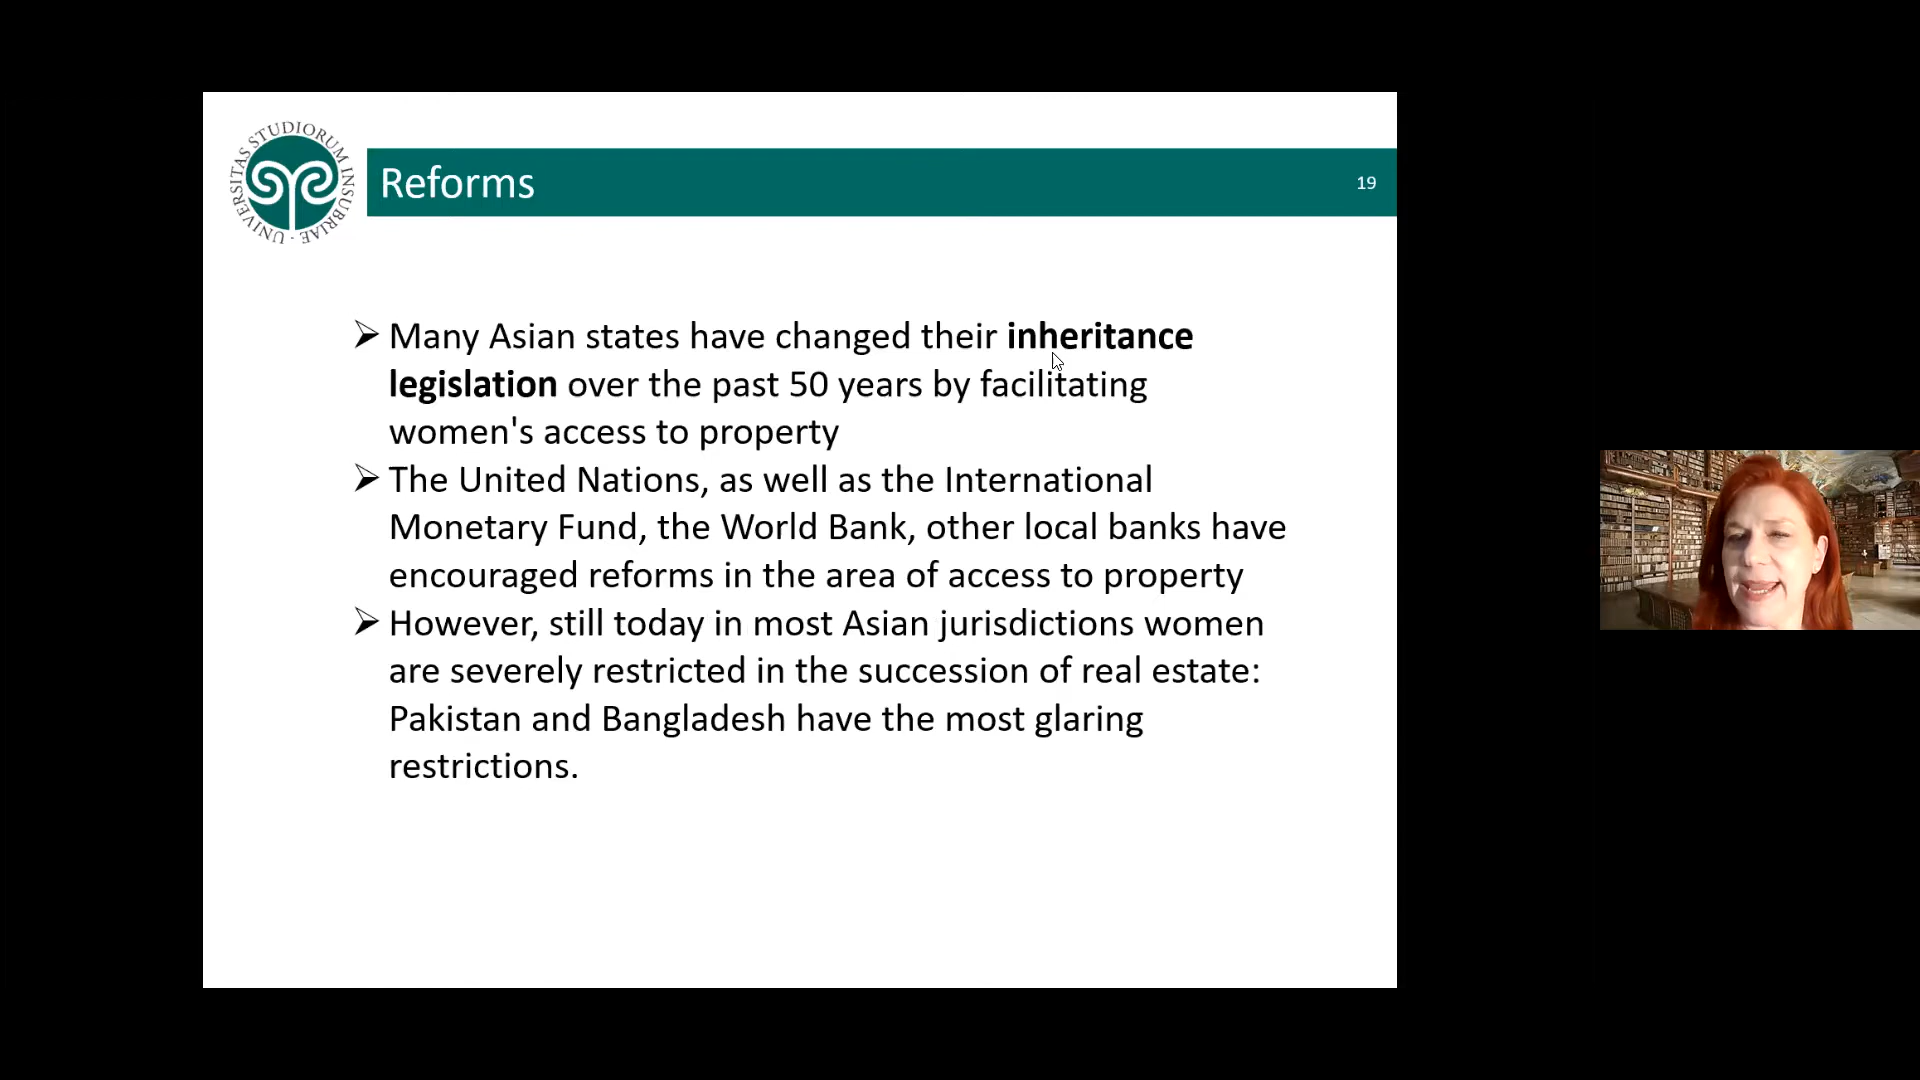 UNIVERSITAS STUDIORUM INSUBRIAE
Reforms
19
➢ Many Asian states have changed their inheritance
legislation over the past 50 years by facilitating
women's access to property
➢ The United Nations, as well as the International
Monetary Fund, the World Bank, other local banks have
encouraged reforms in the area of access to property
➢ However, still today in most Asian jurisdictions women
are severely restricted in the succession of real estate:
Pakistan and Bangladesh have the most glaring
restrictions.